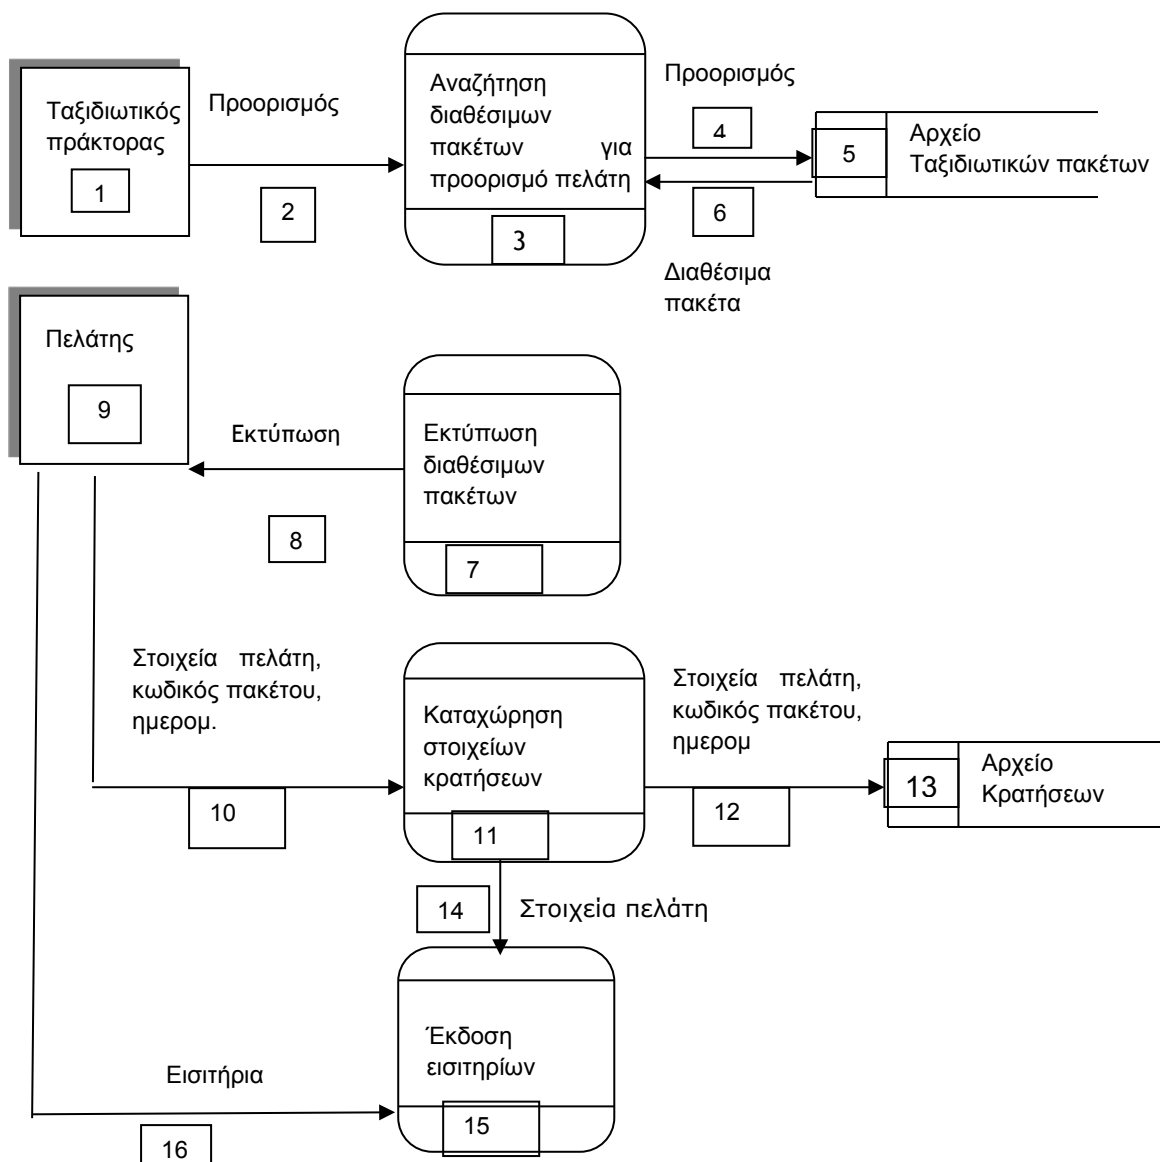 Ταξιδιωτικός
πράκτορας
1
Προορισμός
2
Αναζήτηση
διαθέσιμων
πακέτων για
προορισμό πελάτη
3
Προορισμός
4
5
Αρχείο
Ταξιδιωτικών πακέτων
6
Διαθέσιμα
πακέτα
Πελάτης
9
Εκτύπωση
8
Εκτύπωση
διαθέσιμων
πακέτων
7
Στοιχεία πελάτη,
κωδικός πακέτου,
ημερομ.
10
Καταχώρηση
στοιχείων
κρατήσεων
11
Στοιχεία πελάτη,
κωδικός πακέτου,
ημερομ
12
13
Αρχείο
Κρατήσεων
14
Στοιχεία πελάτη
Έκδοση
εισιτηρίων
15
Εισιτήρια
16